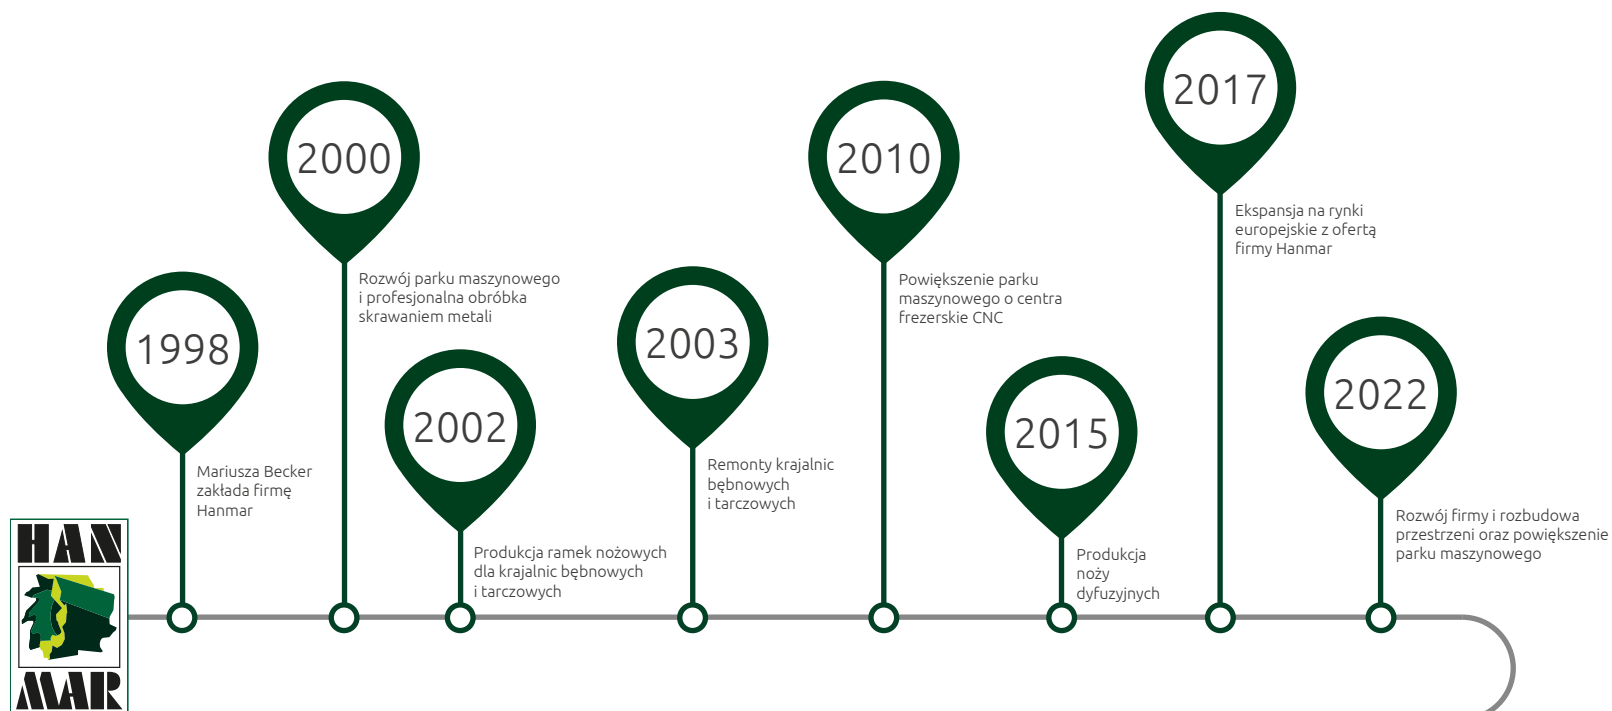 1998
Mariusza Becker
zakłada firmę
Hanmar
2000
Rozwój parku maszynowego
i profesjonalna obróbka
skrawaniem metali
2002
Produkcja ramek nożowych
dla krajalnic bębnowych
i tarczowych
2003
Remonty krajalnic
bębnowych
i tarczowych
2010
Powiększenie parku
maszynowego o centra
frezerskie CNC
2015
Produkcja
noży
dyfuzyjnych
2017
Ekspansja na rynki
europejskie z ofertą
firmy Hanmar
2022
Rozwój firmy i rozbudowa
przestrzeni oraz powiększenie
parku maszynowego
HAN
MAR